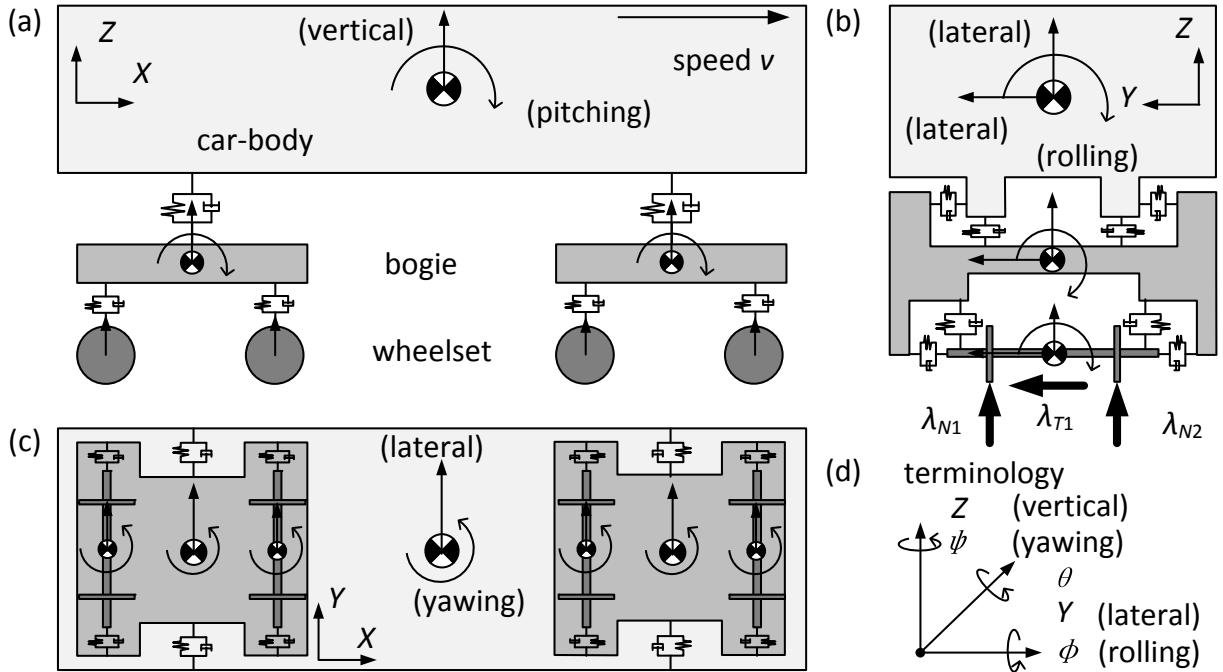 (a)
Z
X
(vertical)
speed v
(pitching)
car-body
bogie
wheelset
(b)
(lateral)
Z
Y
(lateral)
(rolling)
λN1
λT1
λN2
(c)
(lateral)
(yawing)
Y
X
(d)
terminology
Z (vertical)
ψ (yawing)
θ
Y (lateral)
ϕ (rolling)